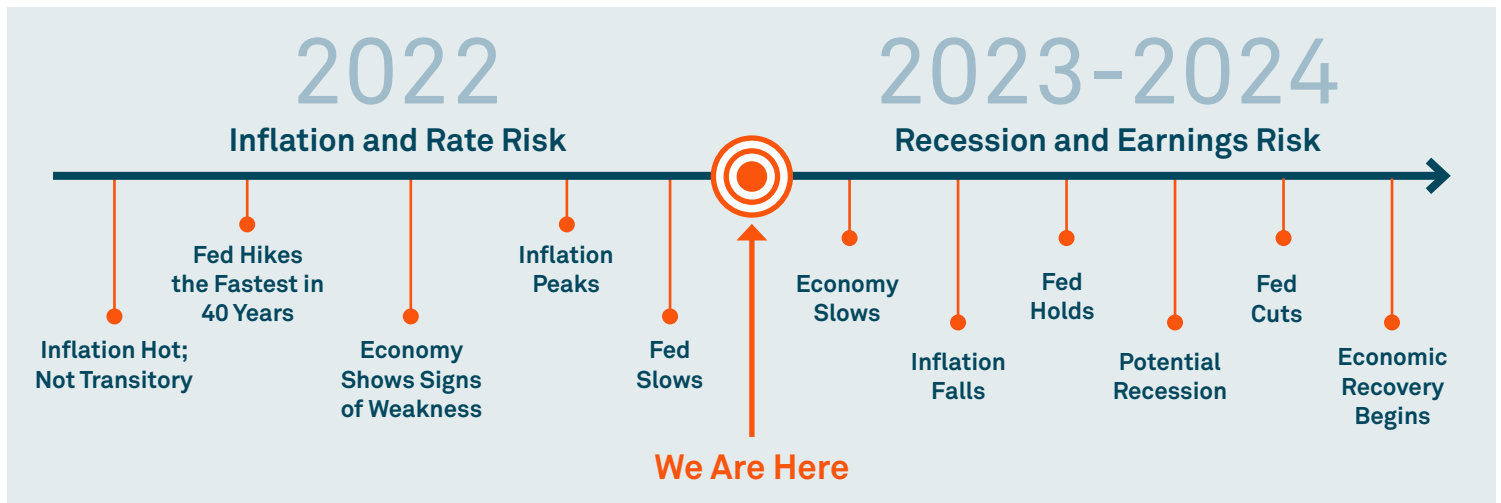 2022
Inflation and Rate Risk
2023-2024
Recession and Earnings Risk
Inflation Hot;
Not Transitory
Fed Hikes
the Fastest in
40 Years
Economy
Shows Signs
of Weakness
Inflation
Peaks
Fed
Slows
We Are Here
Economy
Slows
Inflation
Falls
Fed
Holds
Potential
Recession
Fed
Cuts
Economic
Recovery
Begins